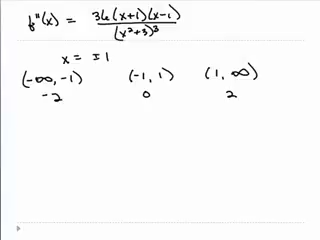 f"(x) = 36(x+1)(x-1) / (x²+3)³
x = ±1
(-∞, -1) (-1, 1) (1, ∞)
-2 0 2